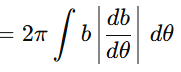 = 2π ∫ b |db/dθ| dθ